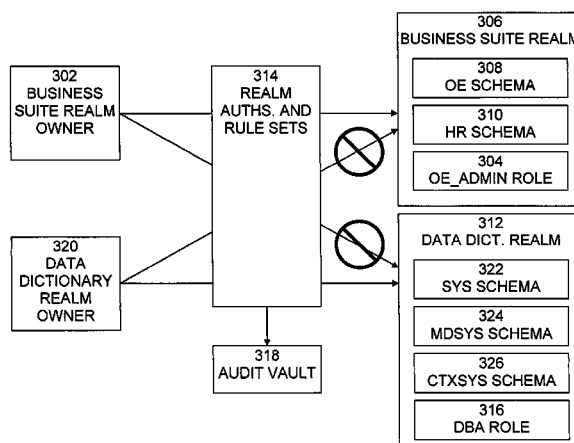 302
BUSINESS
SUITE REALM
OWNER
314
REALM
AUTHS. AND
RULE SETS
306
BUSINESS SUITE REALM
308
OE SCHEMA
310
HR SCHEMA
304
OE_ADMIN ROLE
320
DATA
DICTIONARY
REALM
OWNER
312
DATA DICT. REALM
322
SYS SCHEMA
324
MDSYS SCHEMA
326
CTXSYS SCHEMA
316
DBA ROLE
318
AUDIT VAULT